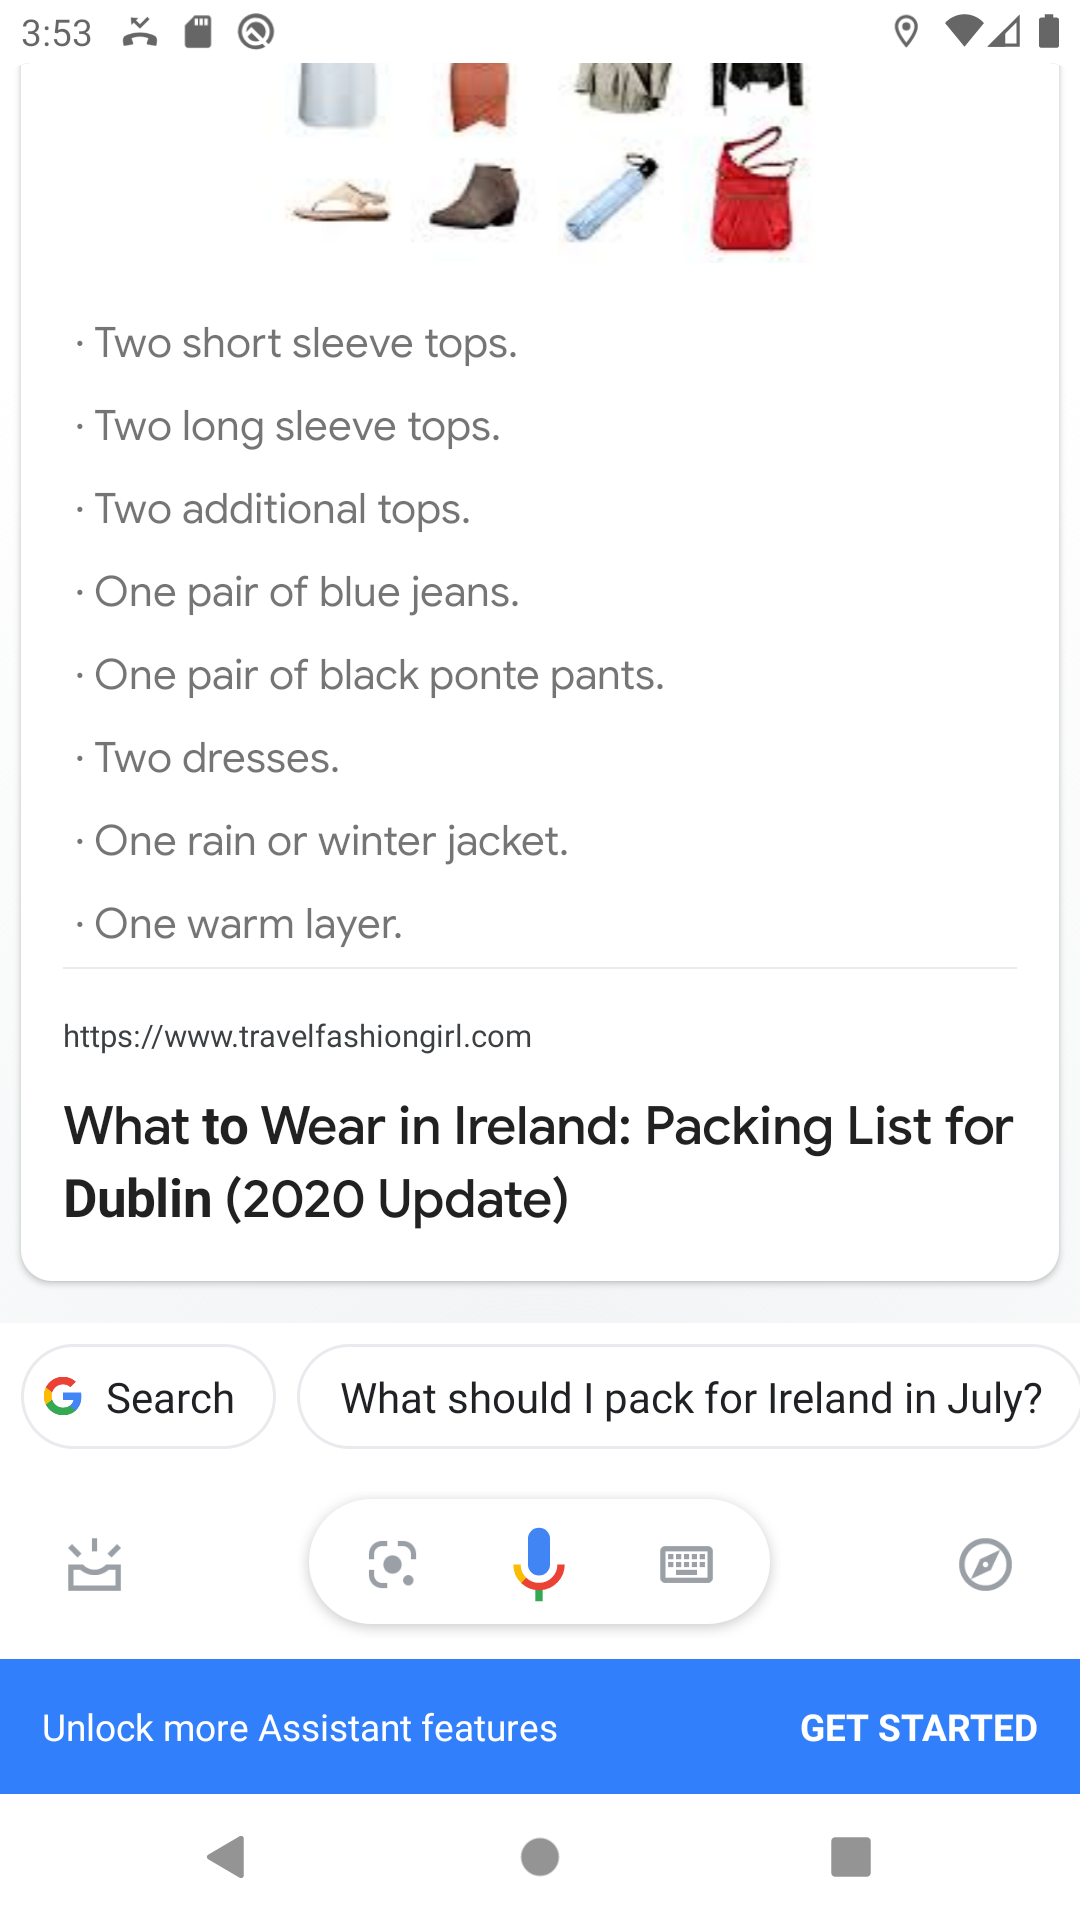 3:53
· Two short sleeve tops.
· Two long sleeve tops.
· Two additional tops.
· One pair of blue jeans.
· One pair of black ponte pants.
· Two dresses.
· One rain or winter jacket.
· One warm layer.
https://www.travelfashiongirl.com
What to Wear in Ireland: Packing List for
Dublin (2020 Update)
Search
What should I pack for Ireland in July?
Unlock more Assistant features
GET STARTED